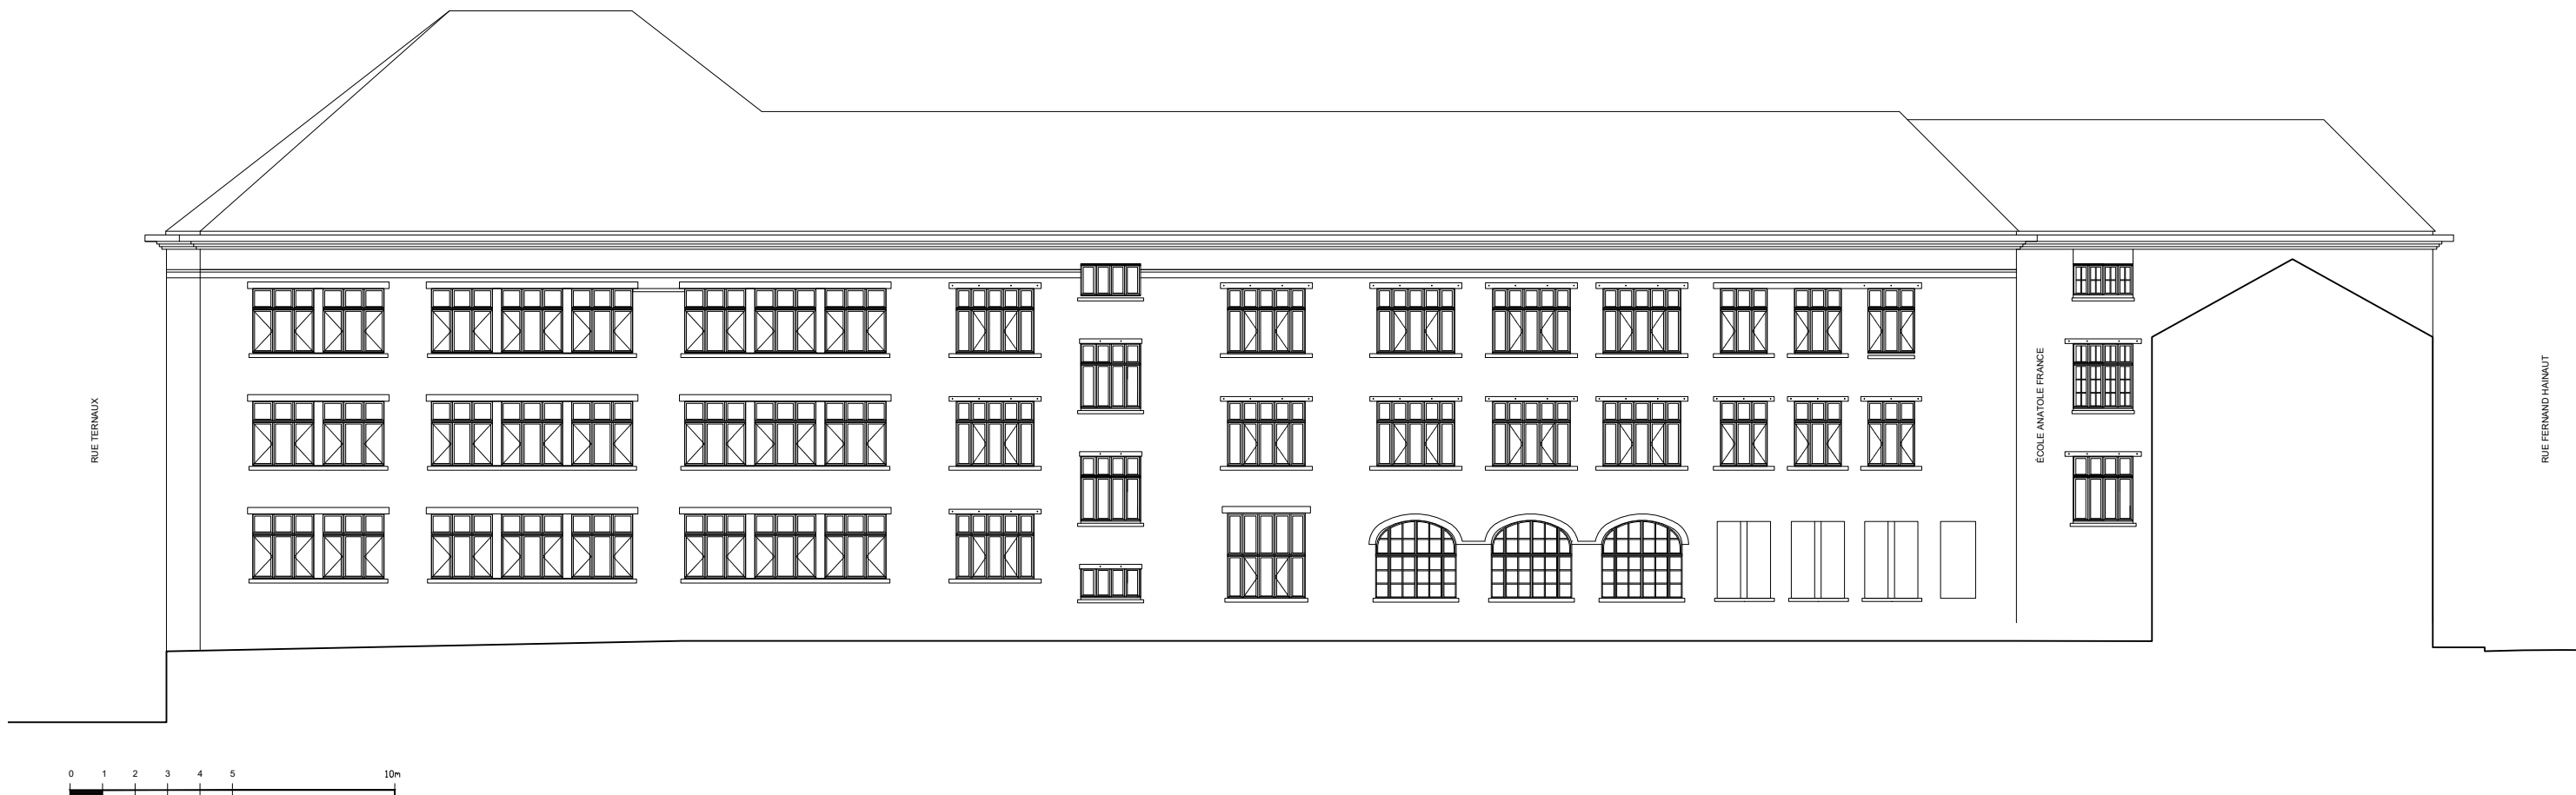 RUE TERNAUX
ÉCOLE ANATOLE FRANCE
RUE FERNAND HAINAUT
0 1 2 3 4 5 10m